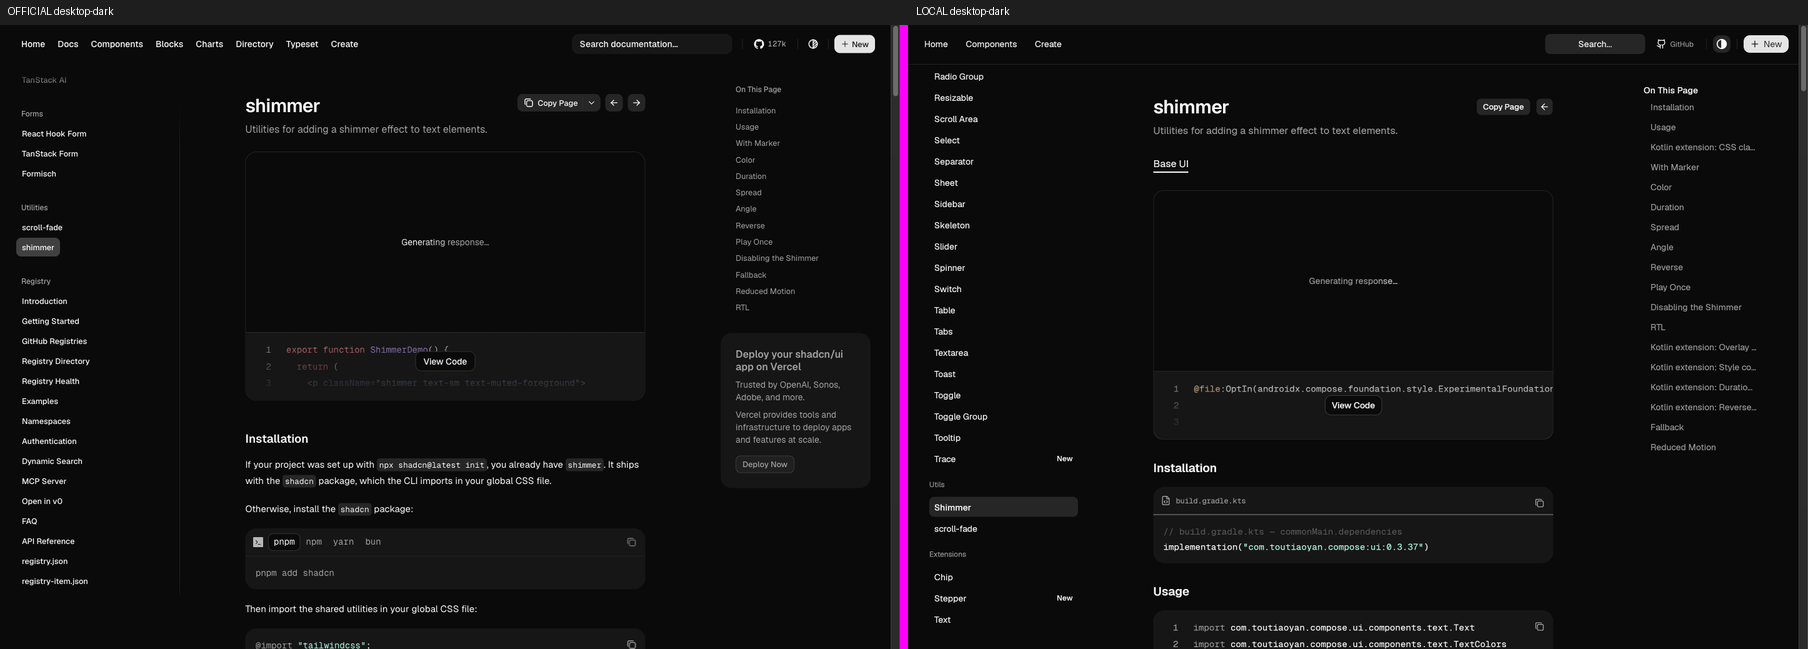 OFFICIAL desktop-dark
Home Docs Components Blocks Charts Directory Typeset Create
Search documentation...
127k
New
TanStack AI
Forms
React Hook Form
TanStack Form
Formisch
Utilities
scroll-fade
shimmer
Registry
Introduction
Getting Started
GitHub Registries
Registry Directory
Registry Health
Examples
Namespaces
Authentication
Dynamic Search
MCP Server
Open in v0
FAQ
API Reference
registry.json
registry-item.json
shimmer
Copy Page
Utilities for adding a shimmer effect to text elements.
Generating response...
1 export function ShimmerDemo() {
2 return (
3 <p className="shimmer text-sm text-muted-foreground">
View Code
Installation
If your project was set up with npx shadcn@latest init, you already have shimmer. It ships
with the shadcn package, which the CLI imports in your global CSS file.
Otherwise, install the shadcn package:
pnpm npm yarn bun
pnpm add shadcn
Then import the shared utilities in your global CSS file:
@import "tailwindcss";
On This Page
Installation
Usage
With Marker
Color
Duration
Spread
Angle
Reverse
Play Once
Disabling the Shimmer
Fallback
Reduced Motion
RTL
Deploy your shadcn/ui
app on Vercel
Trusted by OpenAI, Sonos,
Adobe, and more.
Vercel provides tools and
infrastructure to deploy apps
and features at scale.
Deploy Now
LOCAL desktop-dark
Home Components Create
Search...
GitHub
New
Radio Group
Resizable
Scroll Area
Select
Separator
Sheet
Sidebar
Skeleton
Slider
Spinner
Switch
Table
Tabs
Textarea
Toast
Toggle
Toggle Group
Tooltip
Trace New
Utils
Shimmer
scroll-fade
Extensions
Chip
Stepper New
Text
shimmer
Copy Page
Utilities for adding a shimmer effect to text elements.
Base UI
Generating response...
1 @file:OptIn(androidx.compose.foundation.style.ExperimentalFoundation
2
3
View Code
Installation
build.gradle.kts
// build.gradle.kts — commonMain.dependencies
implementation("com.toutiaoyan.compose:ui:0.3.37")
Usage
1 import com.toutiaoyan.compose.ui.components.text.Text
2 import com.toutiaoyan.compose.ui.components.text.TextColors
On This Page
Installation
Usage
Kotlin extension: CSS cla...
With Marker
Color
Duration
Spread
Angle
Reverse
Play Once
Disabling the Shimmer
RTL
Kotlin extension: Overlay ...
Kotlin extension: Style co...
Kotlin extension: Duratio...
Kotlin extension: Reverse...
Fallback
Reduced Motion